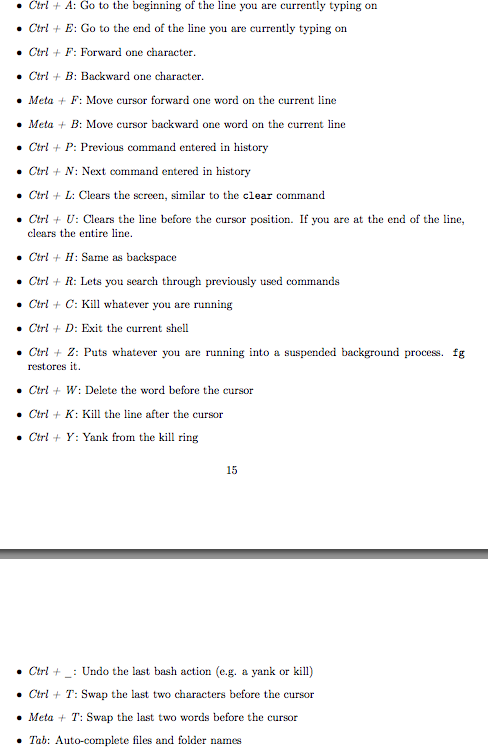 • Ctrl + A: Go to the beginning of the line you are currently typing on
• Ctrl + E: Go to the end of the line you are currently typing on
• Ctrl + F: Forward one character.
• Ctrl + B: Backward one character.
• Meta + F: Move cursor forward one word on the current line
• Meta + B: Move cursor backward one word on the current line
• Ctrl + P: Previous command entered in history
• Ctrl + N: Next command entered in history
• Ctrl + L: Clears the screen, similar to the clear command
• Ctrl + U: Clears the line before the cursor position. If you are at the end of the line,
clears the entire line.
• Ctrl + H: Same as backspace
• Ctrl + R: Lets you search through previously used commands
• Ctrl + C: Kill whatever you are running
• Ctrl + D: Exit the current shell
• Ctrl + Z: Puts whatever you are running into a suspended background process. fg
restores it.
• Ctrl + W: Delete the word before the cursor
• Ctrl + K: Kill the line after the cursor
• Ctrl + Y: Yank from the kill ring
15
• Ctrl + _: Undo the last bash action (e.g. a yank or kill)
• Ctrl + T: Swap the last two characters before the cursor
• Meta + T: Swap the last two words before the cursor
• Tab: Auto-complete files and folder names